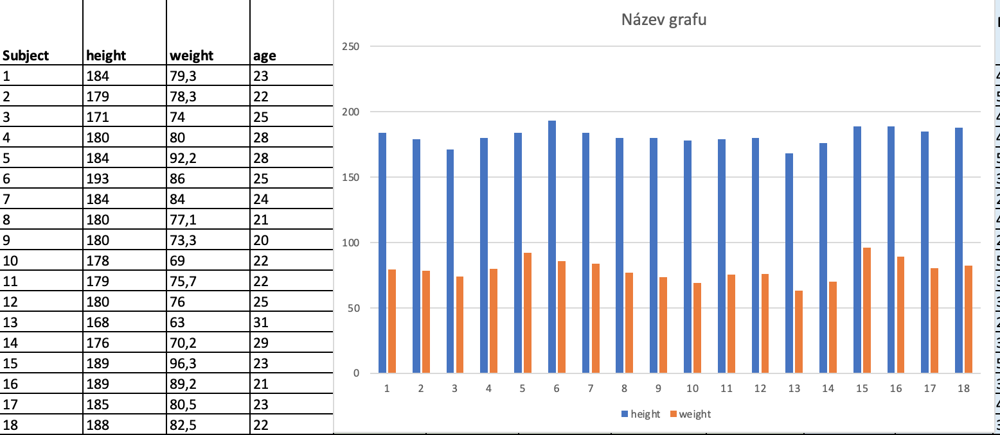 Subject height weight age
1 184 79,3 23
2 179 78,3 22
3 171 74 25
4 180 80 28
5 184 92,2 28
6 193 86 25
7 184 84 24
8 180 77,1 21
9 180 73,3 20
10 178 69 22
11 179 75,7 22
12 180 76 25
13 168 63 31
14 176 70,2 29
15 189 96,3 23
16 189 89,2 21
17 185 80,5 23
18 188 82,5 22
Název grafu
250
200
150
100
50
0
1 2 3 4 5 6 7 8 9 10 11 12 13 14 15 16 17 18
height weight